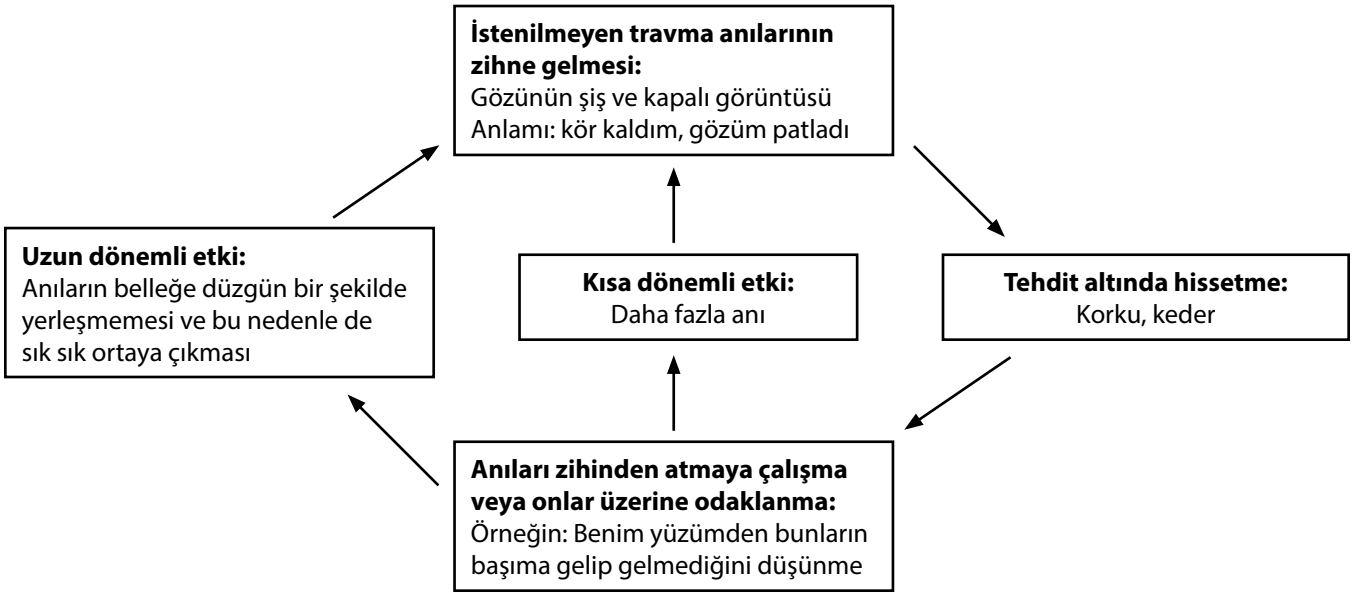 İstenilmeyen travma anılarının
zihne gelmesi:
Gözünün şiş ve kapalı görüntüsü
Anlamı: kör kaldım, gözüm patladı
Uzun dönemli etki:
Anıların belleğe düzgün bir şekilde
yerleşmemesi ve bu nedenle de
sık sık ortaya çıkması
Kısa dönemli etki:
Daha fazla anı
Tehdit altında hissetme:
Korku, keder
Anıları zihinden atmaya çalışma
veya onlar üzerine odaklanma:
Örneğin: Benim yüzümden bunların
başıma gelip gelmediğini düşünme